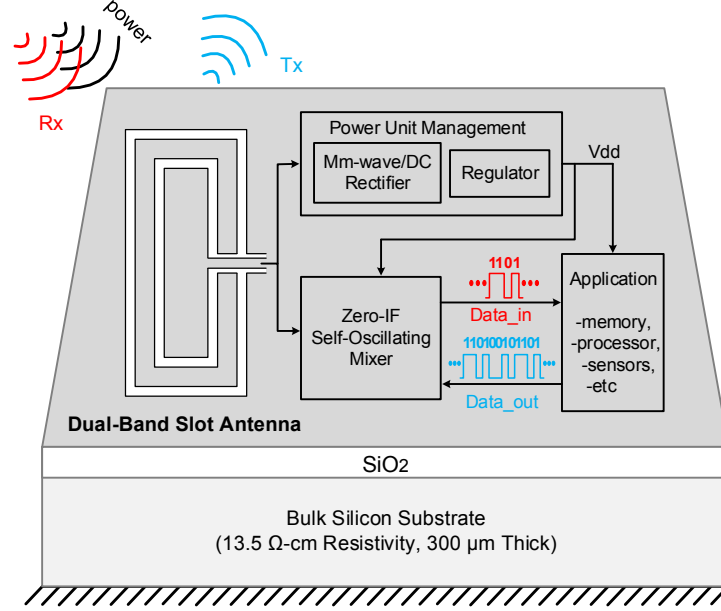 power
Rx
Tx
Power Unit Management
Mm-wave/DC
Rectifier
Regulator
Vdd
Zero-IF
Self-Oscillating
Mixer
1101
Data_in
110100101101
Data_out
Application
-memory,
-processor,
-sensors,
-etc
Dual-Band Slot Antenna
SiO2
Bulk Silicon Substrate
(13.5 Ω-cm Resistivity, 300 µm Thick)